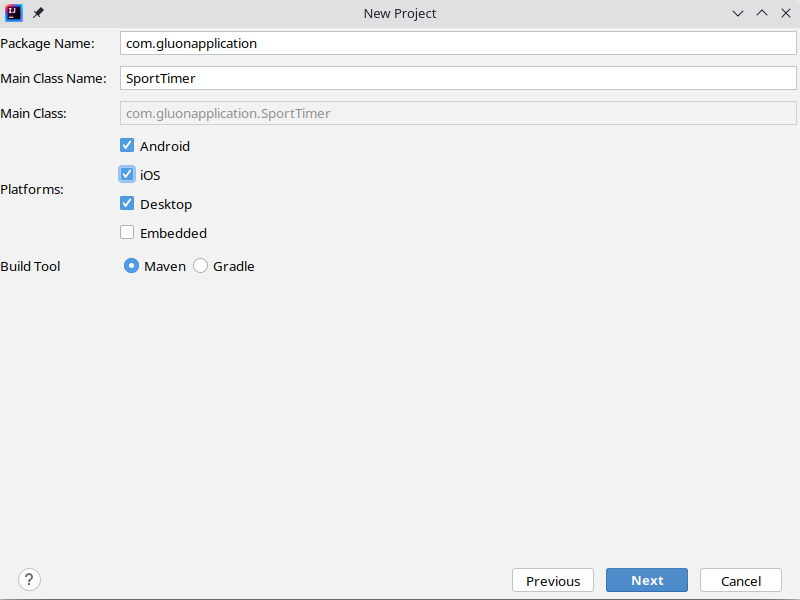 IJ
New Project
Package Name: com.gluonapplication
Main Class Name: SportTimer
Main Class: com.gluonapplication.SportTimer
Android
iOS
Platforms:
Desktop
Embedded
Build Tool Maven Gradle
? Previous Next Cancel